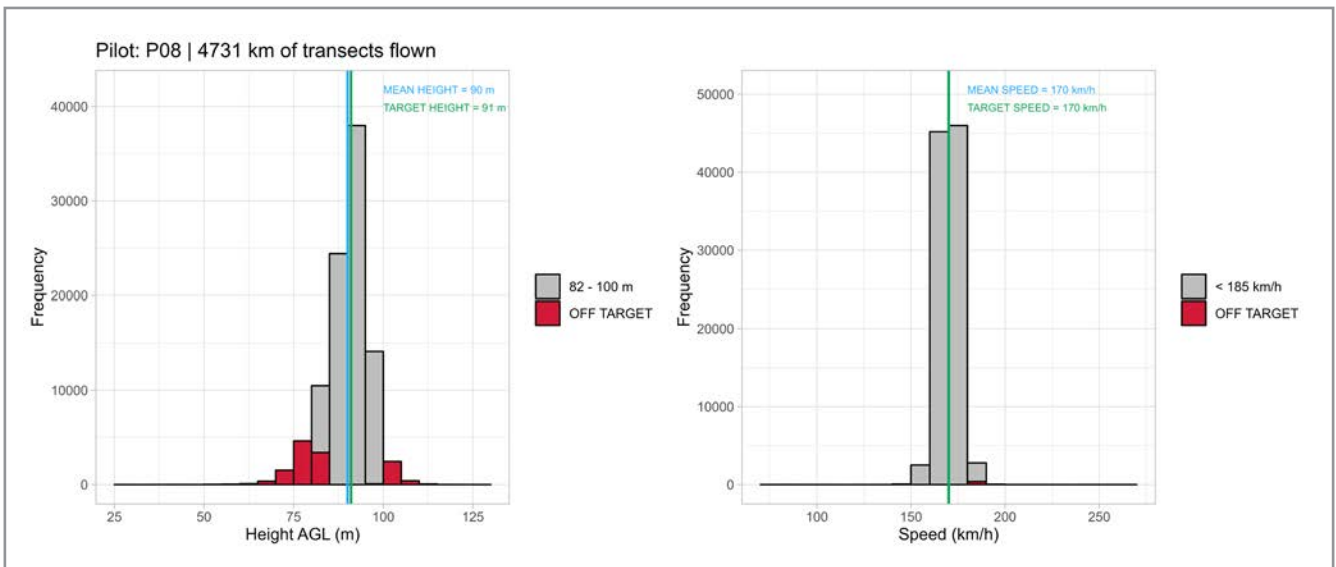 Pilot: P08 | 4731 km of transects flown
MEAN HEIGHT = 90 m
TARGET HEIGHT = 91 m
40000
30000
20000
10000
0
Frequency
25 50 75 100 125
Height AGL (m)
82 - 100 m
OFF TARGET
MEAN SPEED = 170 km/h
TARGET SPEED = 170 km/h
50000
40000
30000
20000
10000
0
Frequency
100 150 200 250
Speed (km/h)
< 185 km/h
OFF TARGET